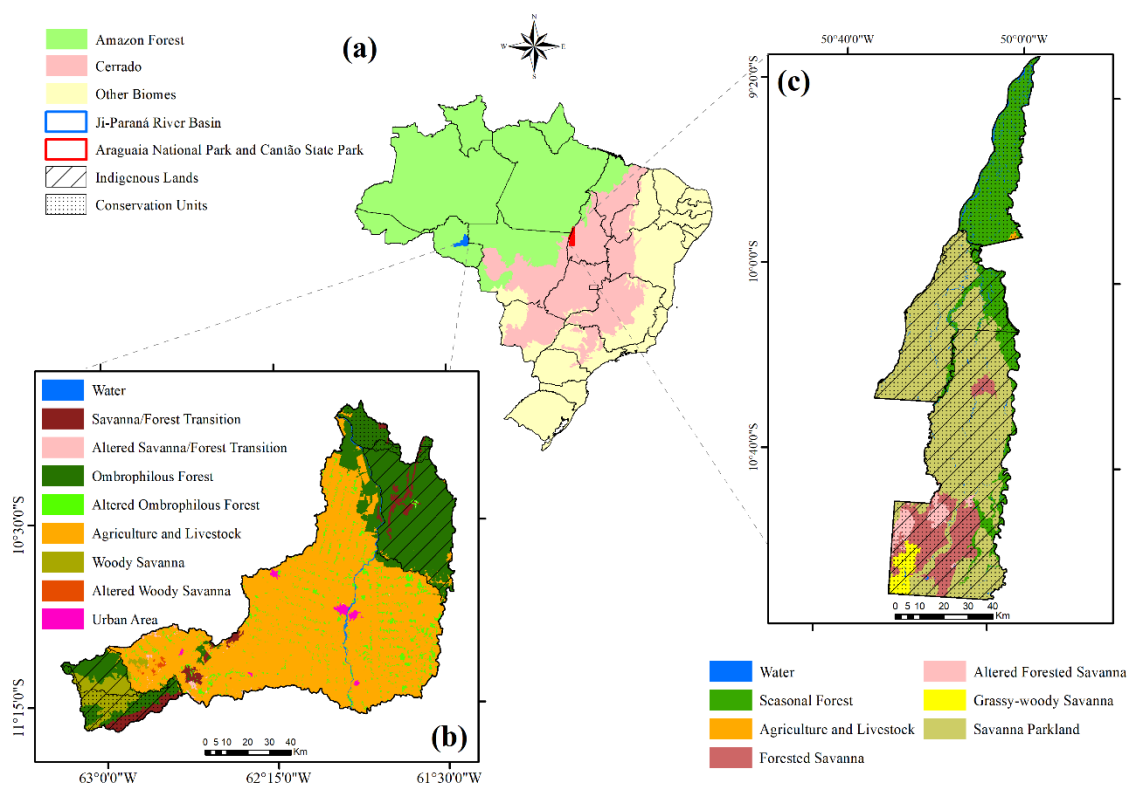 N
W
E
S
(a)
Amazon Forest
Cerrado
Other Biomes
Ji-Paraná River Basin
Araguaia National Park and Cantão State Park
Indigenous Lands
Conservation Units
50°40'0"W
50°0'0"W
(c)
9°20'0"S
10°0'0"S
10°40'0"S
0 5 10 20 30 40
Km
Water
Savanna/Forest Transition
Altered Savanna/Forest Transition
Ombrophilous Forest
Altered Ombrophilous Forest
Agriculture and Livestock
Woody Savanna
Altered Woody Savanna
Urban Area
10°30'0"S
11°15'0"S
0 5 10 20 30 40
Km
(b)
63°0'0"W
62°15'0"W
61°30'0"W
Water
Seasonal Forest
Agriculture and Livestock
Forested Savanna
Altered Forested Savanna
Grassy-woody Savanna
Savanna Parkland